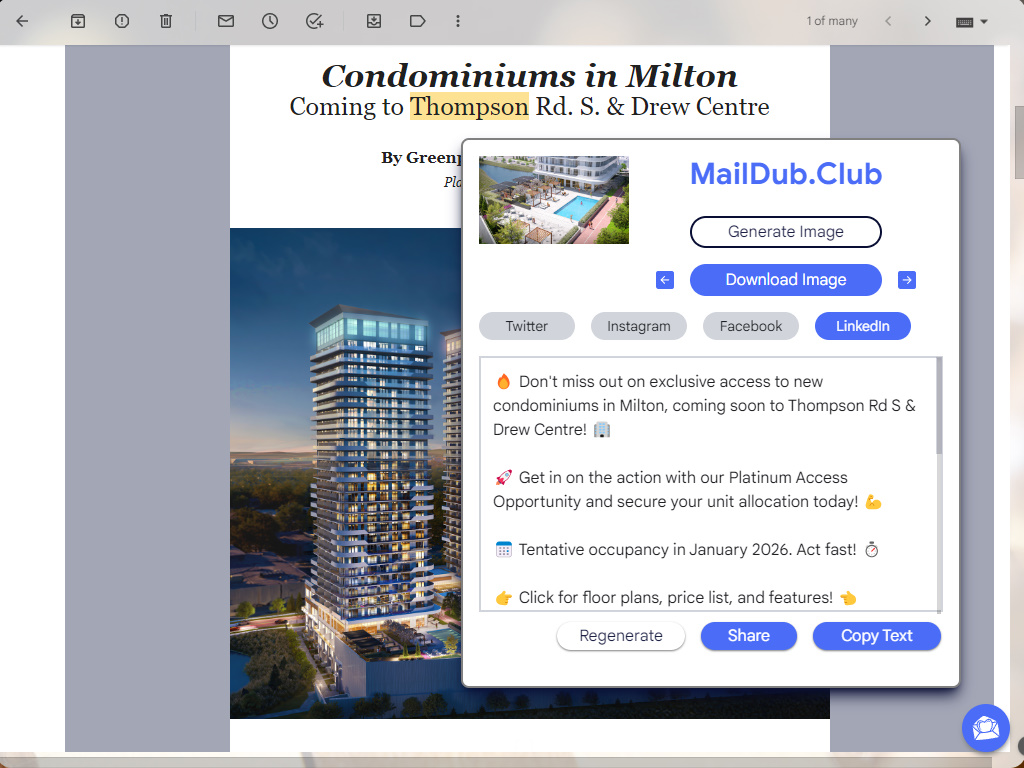 1 of many
Condominiums in Milton
Coming to Thompson Rd. S. & Drew Centre
By Green
MailDub.Club
Generate Image
Download Image
Twitter
Instagram
Facebook
LinkedIn
🔥 Don't miss out on exclusive access to new
condominiums in Milton, coming soon to Thompson Rd S &
Drew Centre! 🏢
🚀 Get in on the action with our Platinum Access
Opportunity and secure your unit allocation today! 💪
📅 Tentative occupancy in January 2026. Act fast! ⏱️
👉 Click for floor plans, price list, and features! 👈
Regenerate
Share
Copy Text